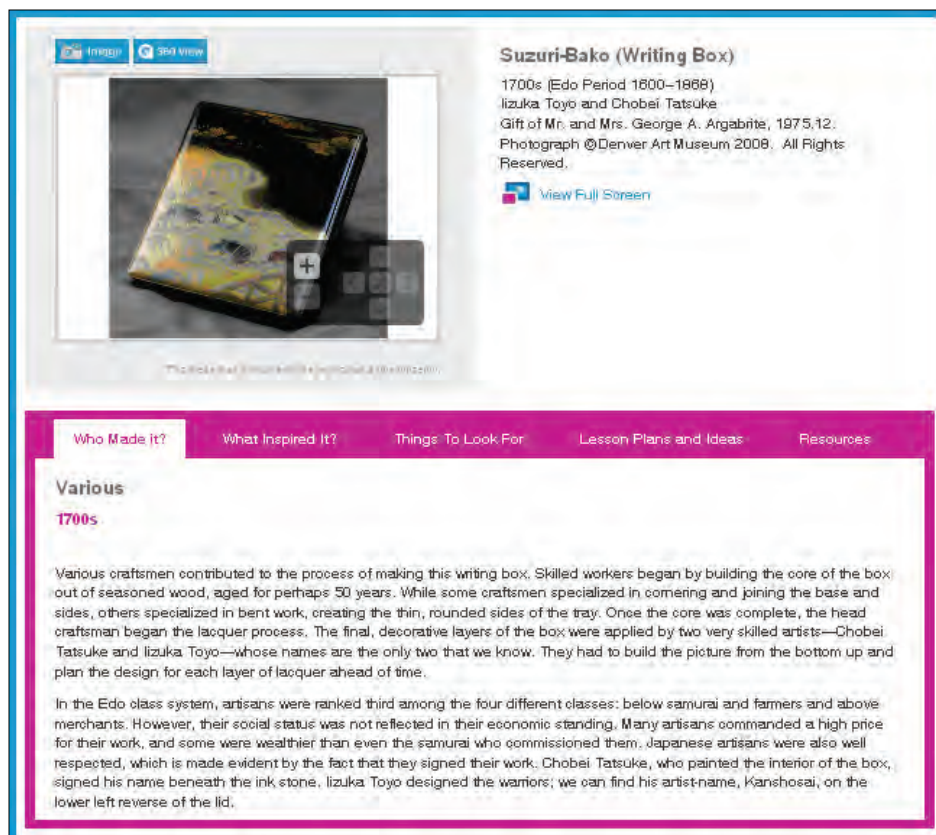 Image
360 View
Suzuri-Bako (Writing Box)
1700s (Edo Period 1600–1868)
Iizuka Toyo and Chobei Tatsuke
Gift of Mr. and Mrs. George A. Argabrite, 1975.12.
Photograph @Denver Art Museum 2008. All Rights
Reserved.
View Full Screen
Who Made it?
What Inspired It?
Things To Look For
Lesson Plans and Ideas
Resources
Various
1700s
Various craftsmen contributed to the process of making this writing box. Skilled workers began by building the core of the box
out of seasoned wood, aged for perhaps 50 years. While some craftsmen specialized in cornering and joining the base and
sides, others specialized in bent work, creating the thin, rounded sides of the tray. Once the core was complete, the head
craftsman began the lacquer process. The final, decorative layers of the box were applied by two very skilled artists—Chobei
Tatsuke and Iizuka Toyo—whose names are the only two that we know. They had to build the picture from the bottom up and
plan the design for each layer of lacquer ahead of time.
In the Edo class system, artisans were ranked third among the four different classes: below samurai and farmers and above
merchants. However, their social status was not reflected in their economic standing. Many artisans commanded a high price
for their work, and some were wealthier than even the samurai who commissioned them. Japanese artisans were also well
respected, which is made evident by the fact that they signed their work. Chobei Tatsuke, who painted the interior of the box,
signed his name beneath the ink stone. Iizuka Toyo designed the warriors; we can find his artist-name, Kanshosai, on the
lower left reverse of the lid.